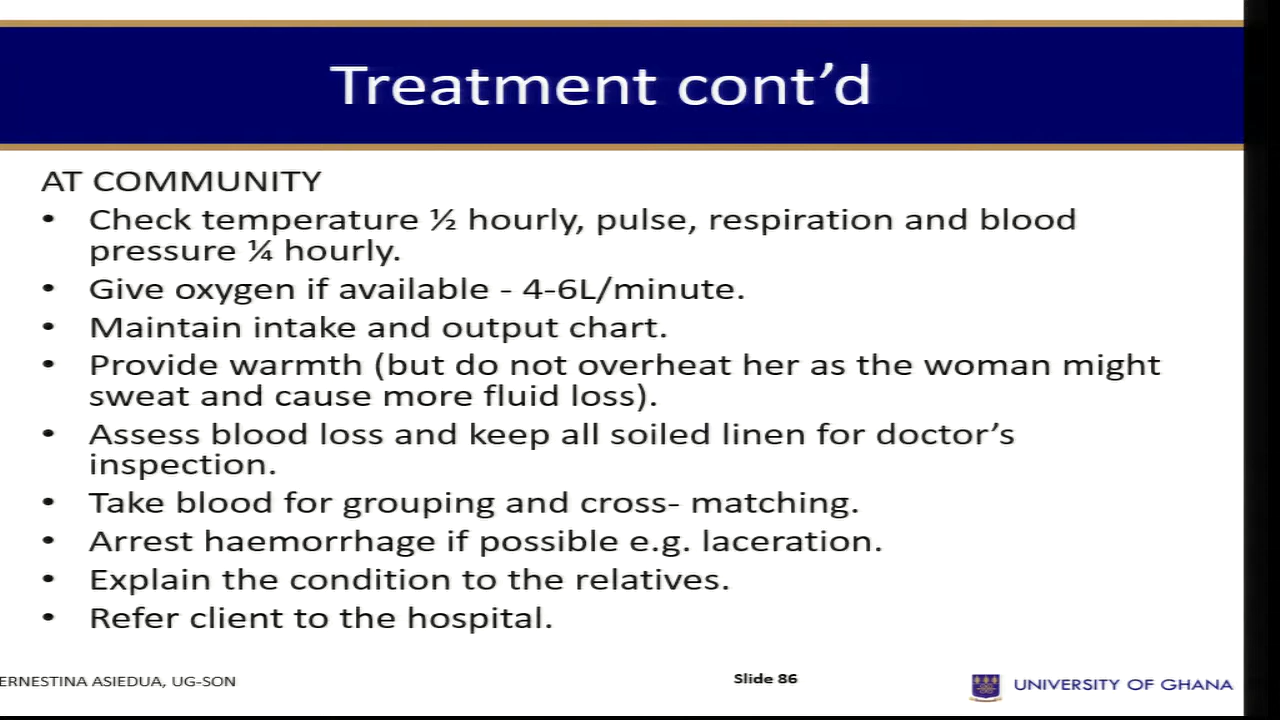 Treatment cont’d
AT COMMUNITY
• Check temperature ½ hourly, pulse, respiration and blood
pressure ¼ hourly.
• Give oxygen if available - 4-6L/minute.
• Maintain intake and output chart.
• Provide warmth (but do not overheat her as the woman might
sweat and cause more fluid loss).
• Assess blood loss and keep all soiled linen for doctor’s
inspection.
• Take blood for grouping and cross- matching.
• Arrest haemorrhage if possible e.g. laceration.
• Explain the condition to the relatives.
• Refer client to the hospital.
ERNESTINA ASIEDUA, UG-SON
Slide 86
UNIVERSITY OF GHANA